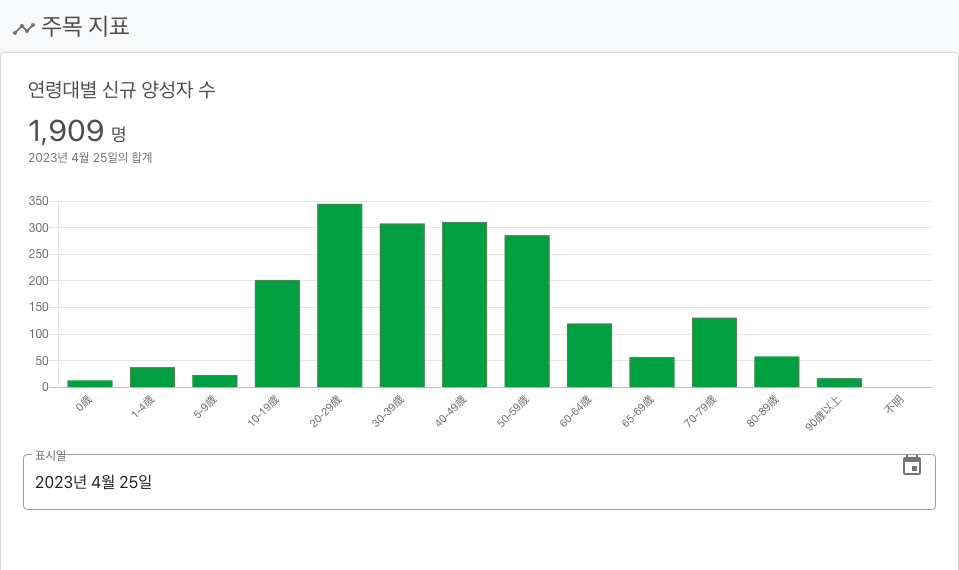 주목 지표
연령대별 신규 양성자 수
1,909 명
2023년 4월 25일의 합계
350
300
250
200
150
100
50
0
0歳
1-4歳
5-9歳
10-19歳
20-29歳
30-39歳
40-49歳
50-59歳
60-64歳
65-69歳
70-79歳
80-89歳
90歳以上
不明
표시일
2023년 4월 25일